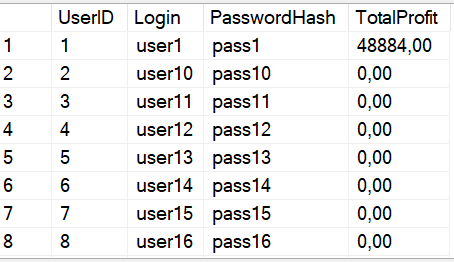 UserID Login PasswordHash TotalProfit
1 1 user1 pass1 48884,00
2 2 user10 pass10 0,00
3 3 user11 pass11 0,00
4 4 user12 pass12 0,00
5 5 user13 pass13 0,00
6 6 user14 pass14 0,00
7 7 user15 pass15 0,00
8 8 user16 pass16 0,00